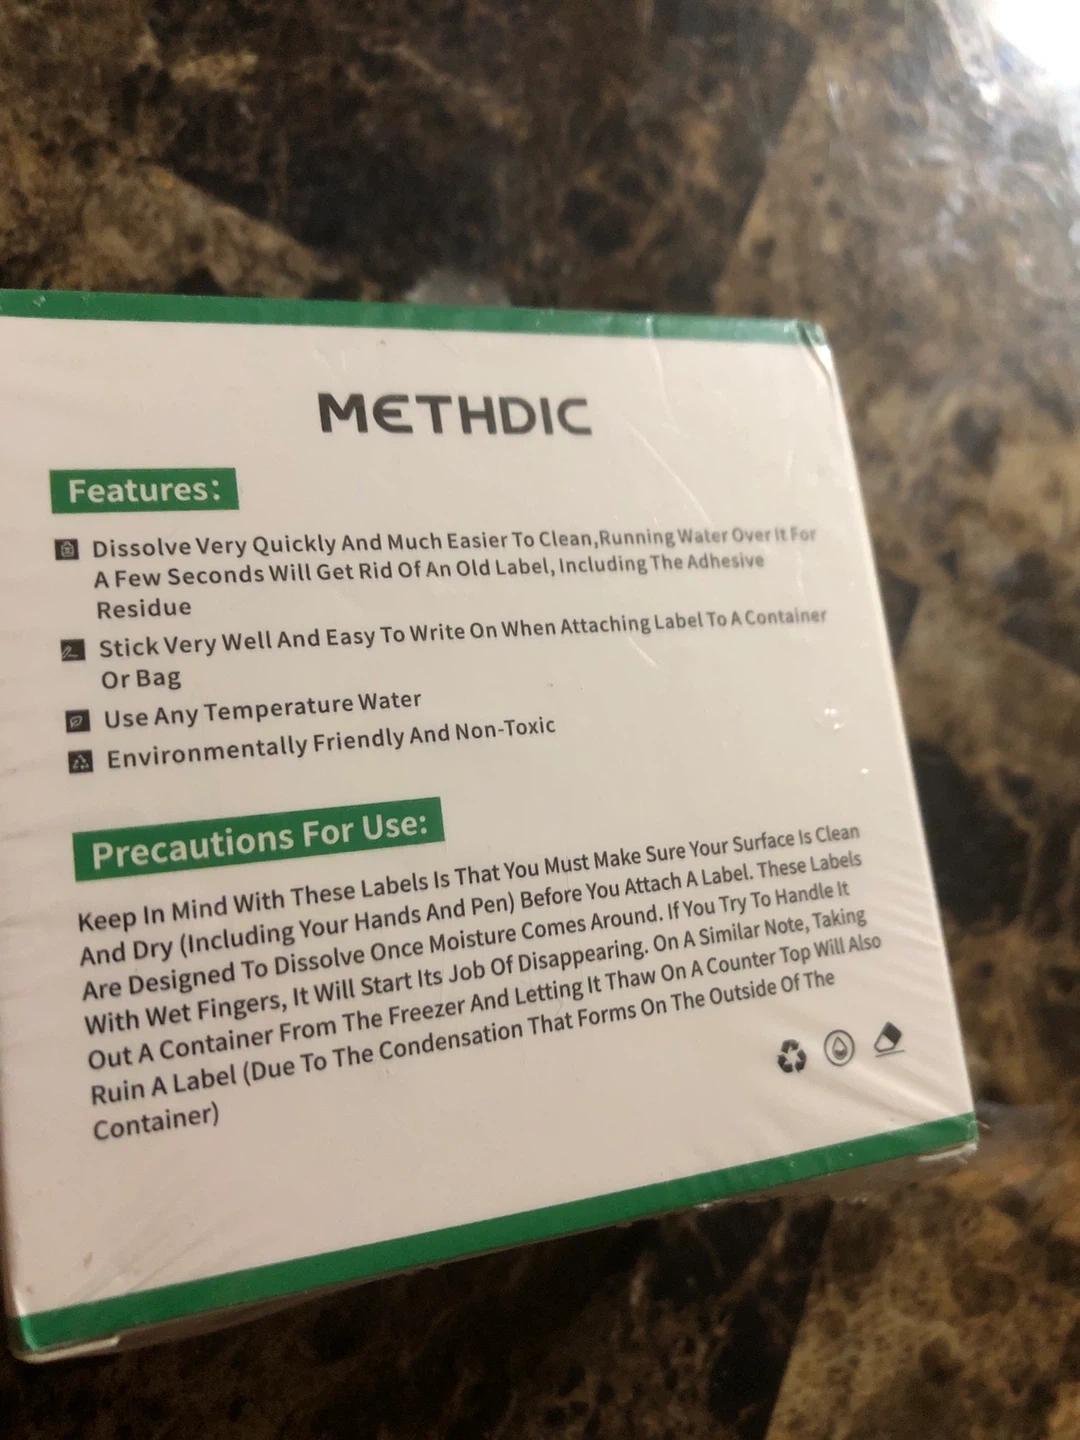 METHDIC
Features:
Dissolve Very Quickly And Much Easier To Clean,Running Water Over It For
A Few Seconds Will Get Rid Of An Old Label, Including The Adhesive
Residue
Stick Very Well And Easy To Write On When Attaching Label To A Container
Or Bag
Use Any Temperature Water
Environmentally Friendly And Non-Toxic
Precautions For Use:
Keep In Mind With These Labels Is That You Must Make Sure Your Surface Is Clean
And Dry (Including Your Hands And Pen) Before You Attach A Label. These Labels
Are Designed To Dissolve Once Moisture Comes Around. If You Try To Handle It
With Wet Fingers, It Will Start Its Job Of Disappearing. On A Similar Note, Taking
Out A Container From The Freezer And Letting It Thaw On A Counter Top Will Also
Ruin A Label (Due To The Condensation That Forms On The Outside Of The
Container)